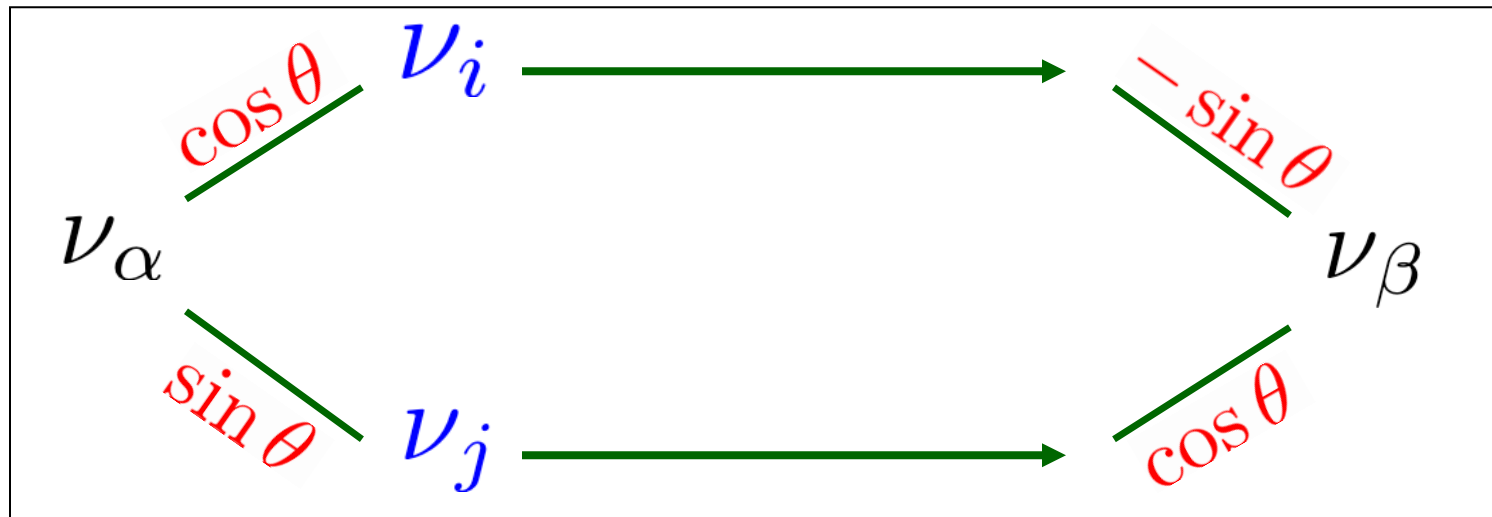 cos θ
ν_i
− sin θ
ν_α
ν_β
sin θ
ν_j
cos θ